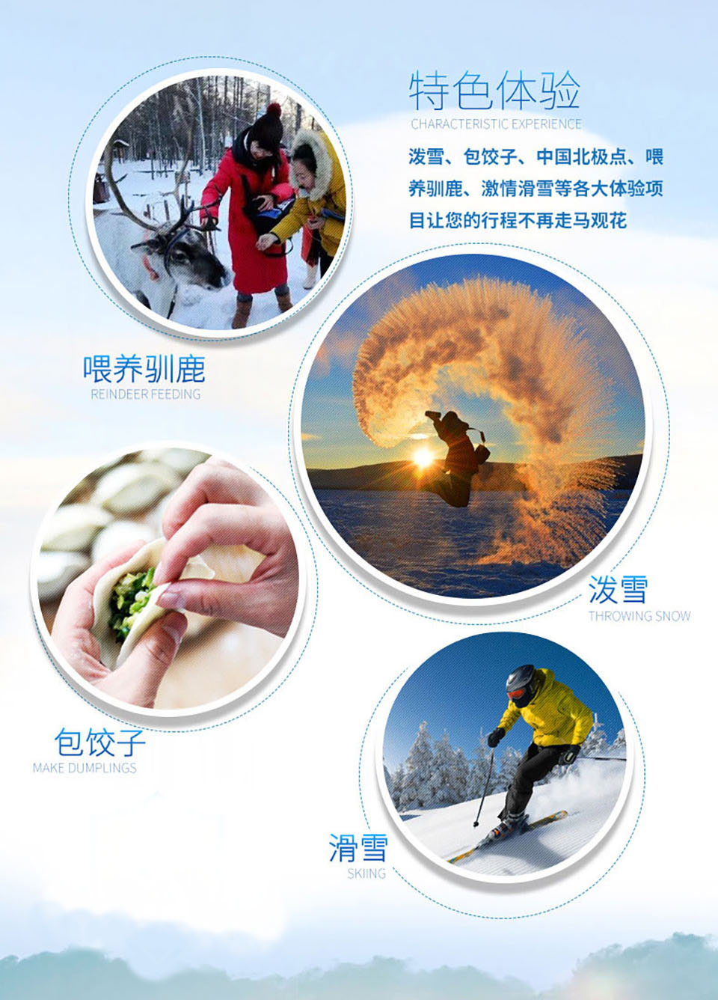 特色体验
CHARACTERISTIC EXPERIENCE
泼雪、包饺子、中国北极点、喂
养驯鹿、激情滑雪等各大体验项
目让您的行程不再走马观花
喂养驯鹿
REINDEER FEEDING
泼雪
THROWING SNOW
包饺子
MAKE DUMPLINGS
滑雪
SKIING